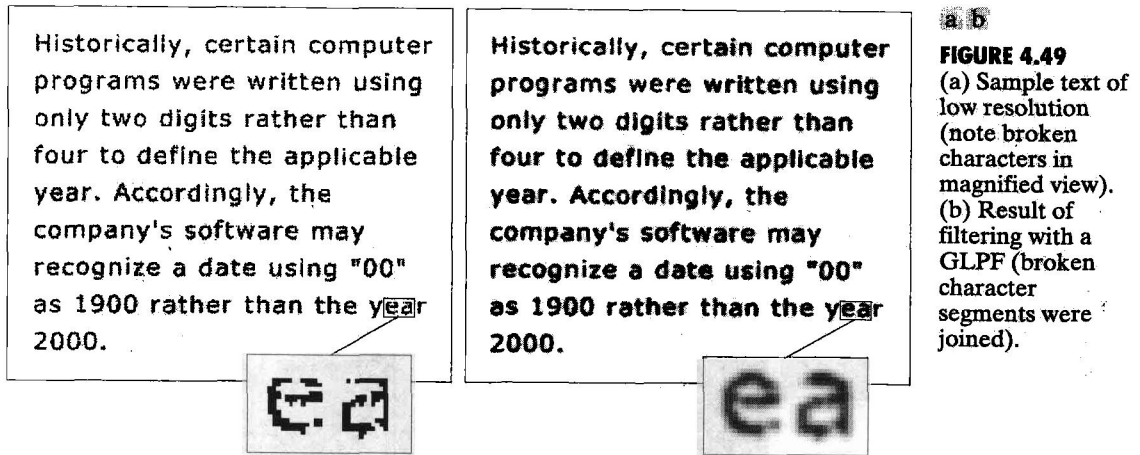 Historically, certain computer
programs were written using
only two digits rather than
four to define the applicable
year. Accordingly, the
company's software may
recognize a date using "00"
as 1900 rather than the year
2000.
ea
Historically, certain computer
programs were written using
only two digits rather than
four to define the applicable
year. Accordingly, the
company's software may
recognize a date using "00"
as 1900 rather than the year
2000.
ea
a b
FIGURE 4.49
(a) Sample text of
low resolution
(note broken
characters in
magnified view).
(b) Result of
filtering with a
GLPF (broken
character
segments were
joined).